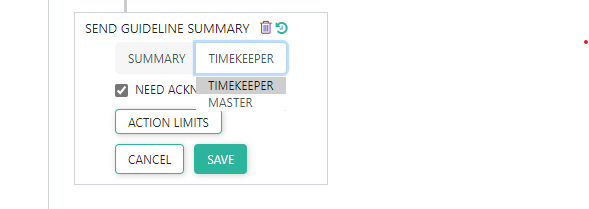 SEND GUIDELINE SUMMARY
SUMMARY TIMEKEEPER
TIMEKEEPER
NEED ACKN
MASTER
ACTION LIMITS
CANCEL SAVE